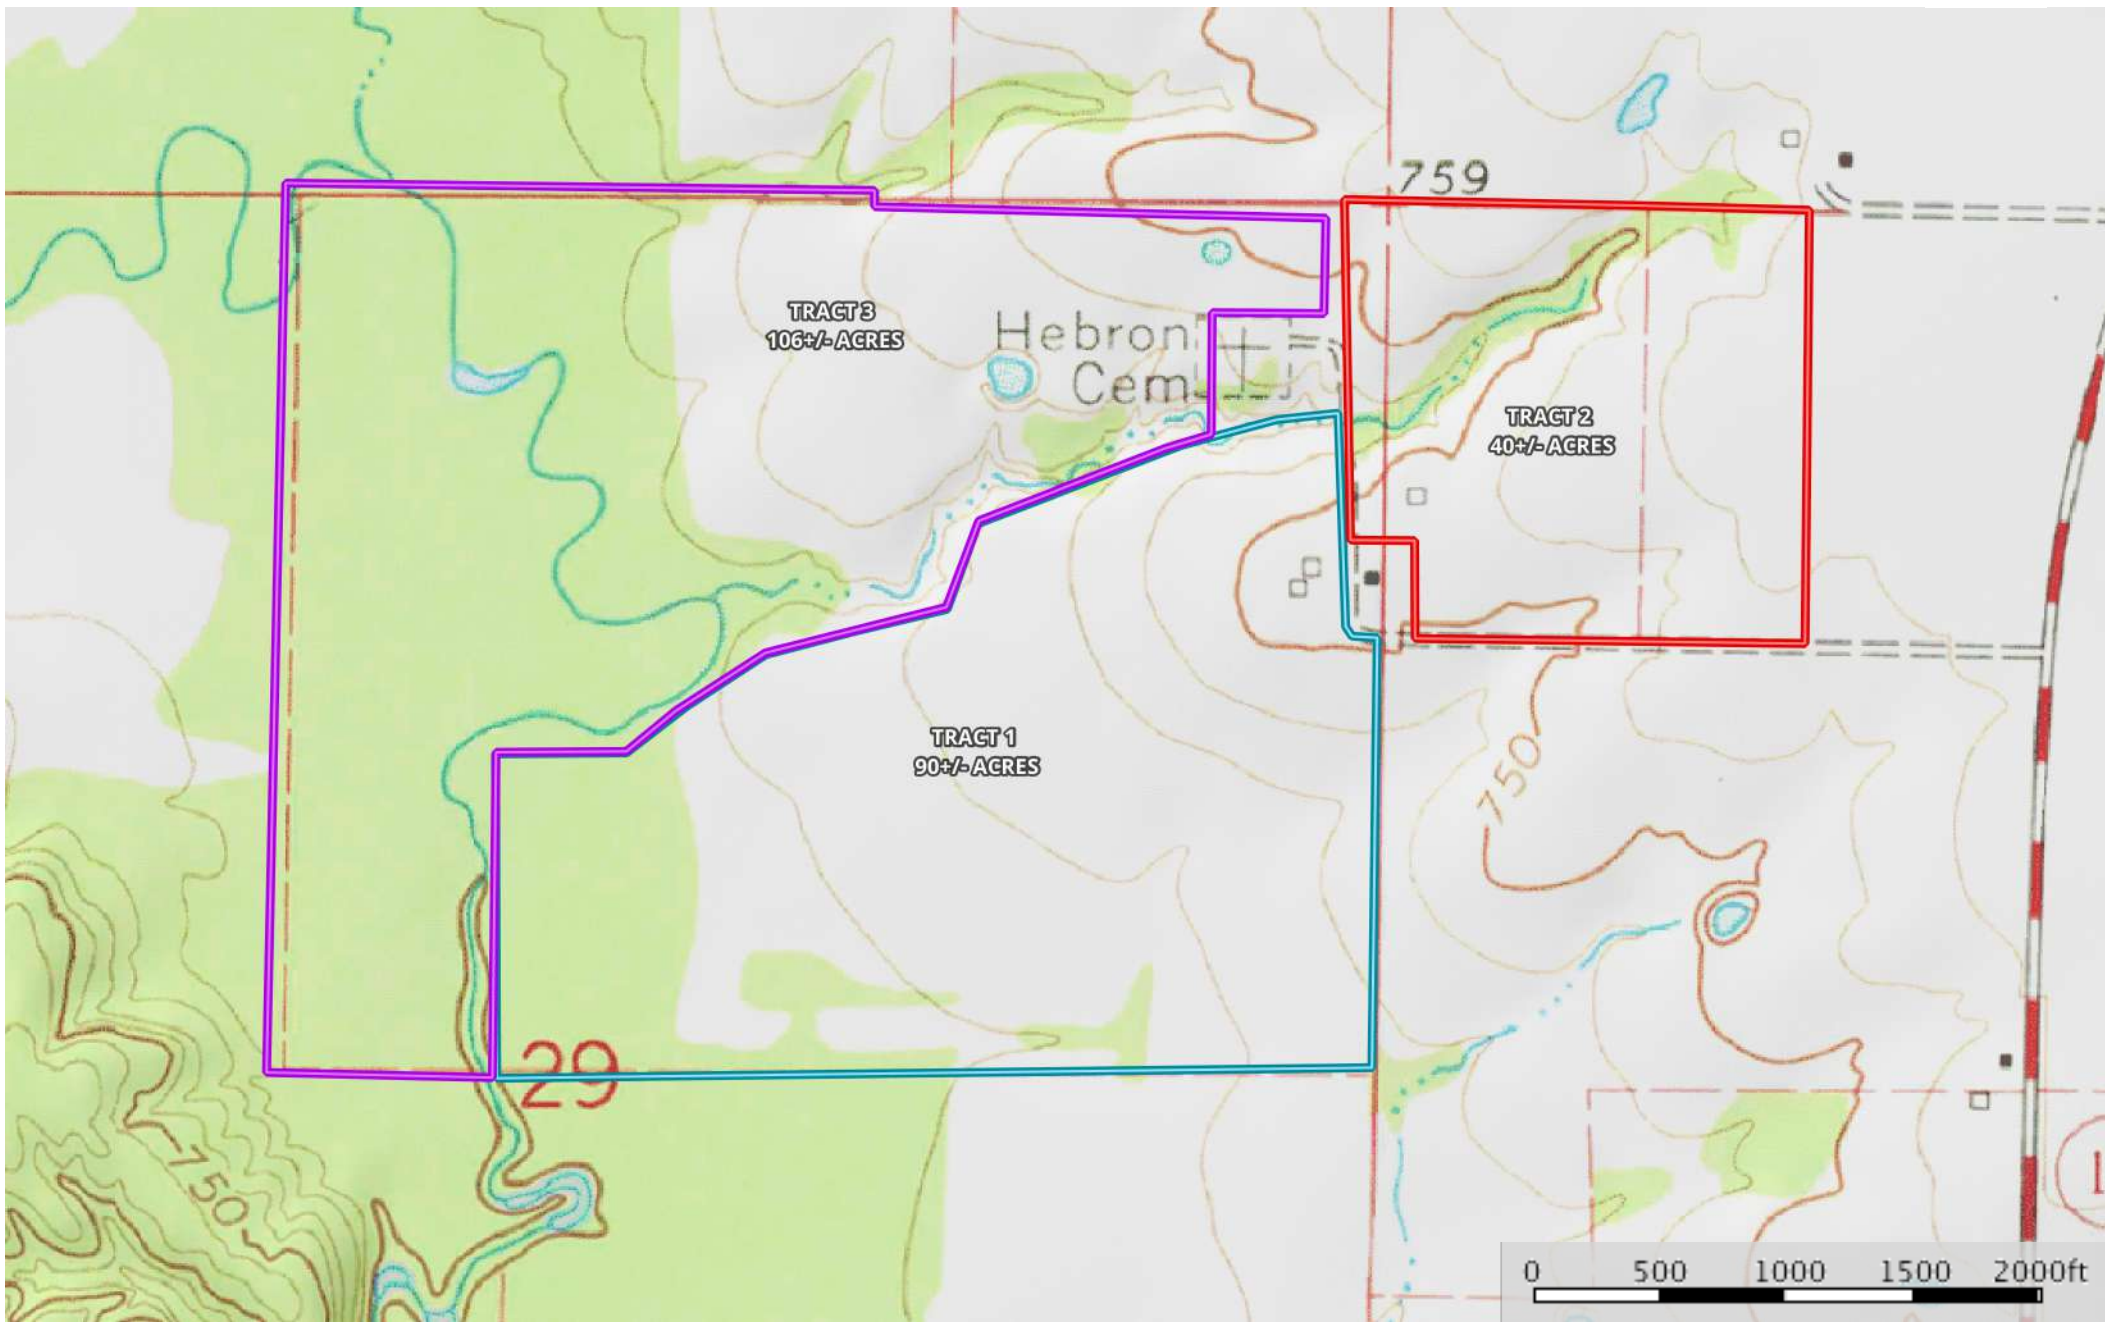 759
TRACT 3
106+/- ACRES
Hebron
Cem
TRACT 2
40+/- ACRES
TRACT 1
90+/- ACRES
750
29
750
0 500 1000 1500 2000ft